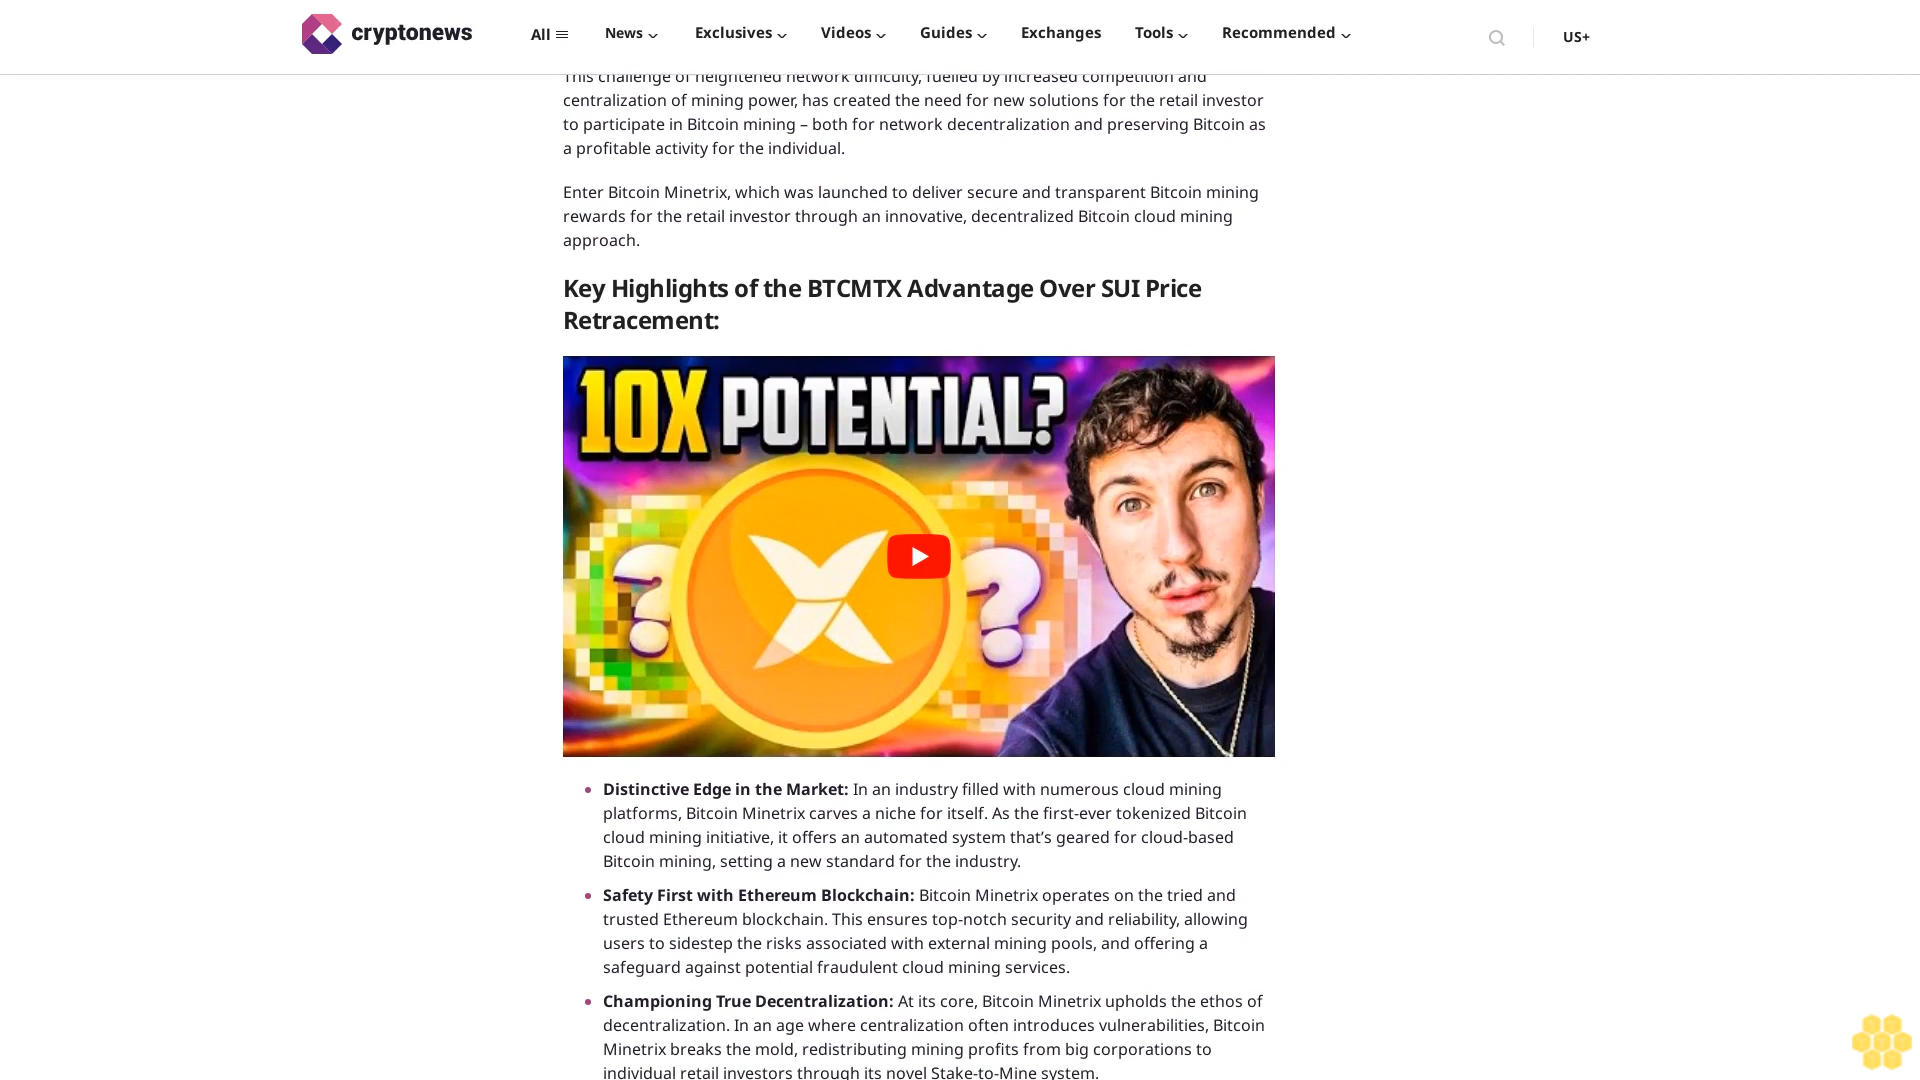 cryptonews
All
News
Exclusives
Videos
Guides
Exchanges
Tools
Recommended
US+
This challenge of heightened network difficulty, fuelled by increased competition and
centralization of mining power, has created the need for new solutions for the retail investor
to participate in Bitcoin mining – both for network decentralization and preserving Bitcoin as
a profitable activity for the individual.
Enter Bitcoin Minetrix, which was launched to deliver secure and transparent Bitcoin mining
rewards for the retail investor through an innovative, decentralized Bitcoin cloud mining
approach.
Key Highlights of the BTCMTX Advantage Over SUI Price
Retracement:
10X POTENTIAL?
? ?
Distinctive Edge in the Market: In an industry filled with numerous cloud mining
platforms, Bitcoin Minetrix carves a niche for itself. As the first-ever tokenized Bitcoin
cloud mining initiative, it offers an automated system that’s geared for cloud-based
Bitcoin mining, setting a new standard for the industry.
Safety First with Ethereum Blockchain: Bitcoin Minetrix operates on the tried and
trusted Ethereum blockchain. This ensures top-notch security and reliability, allowing
users to sidestep the risks associated with external mining pools, and offering a
safeguard against potential fraudulent cloud mining services.
Championing True Decentralization: At its core, Bitcoin Minetrix upholds the ethos of
decentralization. In an age where centralization often introduces vulnerabilities, Bitcoin
Minetrix breaks the mold, redistributing mining profits from big corporations to
individual retail investors through its novel Stake-to-Mine system.